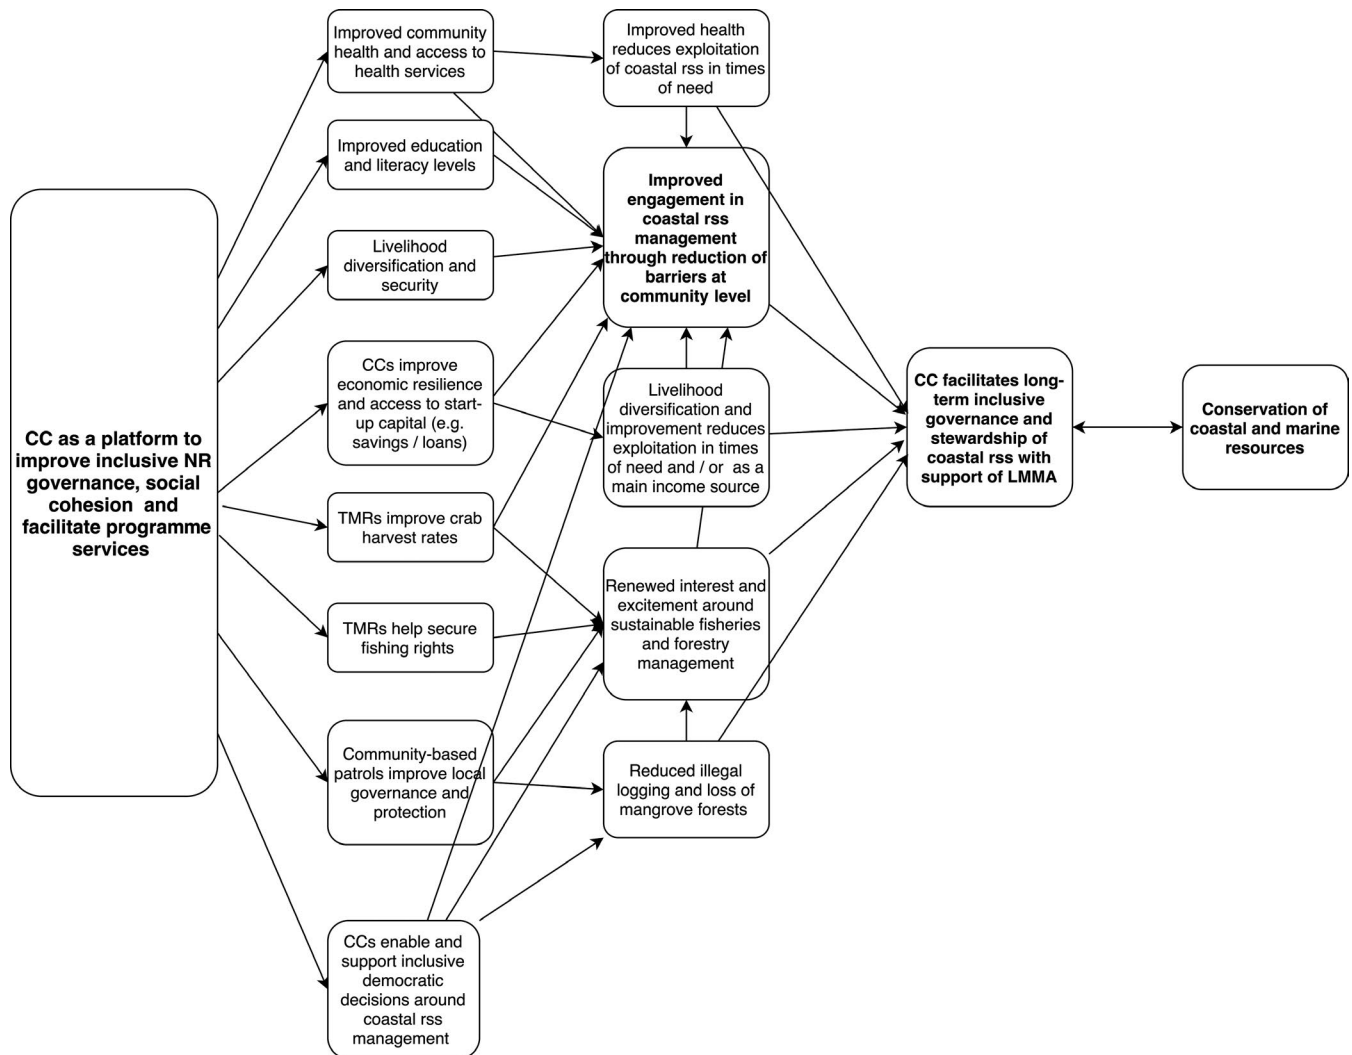 CC as a platform to
improve inclusive NR
governance, social
cohesion and
facilitate programme
services
Improved community
health and access to
health services
Improved education
and literacy levels
Livelihood
diversification and
security
CCs improve
economic resilience
and access to start-
up capital (e.g.
savings / loans)
TMRs improve crab
harvest rates
TMRs help secure
fishing rights
Community-based
patrols improve local
governance and
protection
CCs enable and
support inclusive
democratic
decisions around
coastal rss
management
Improved health
reduces exploitation
of coastal rss in times
of need
Improved
engagement in
coastal rss
management
through reduction of
barriers at
community level
Livelihood
diversification and
improvement reduces
exploitation in times
of need and / or as a
main income source
Renewed interest and
excitement around
sustainable fisheries
and forestry
management
Reduced illegal
logging and loss of
mangrove forests
CC facilitates long-
term inclusive
governance and
stewardship of
coastal rss with
support of LMMA
Conservation of
coastal and marine
resources